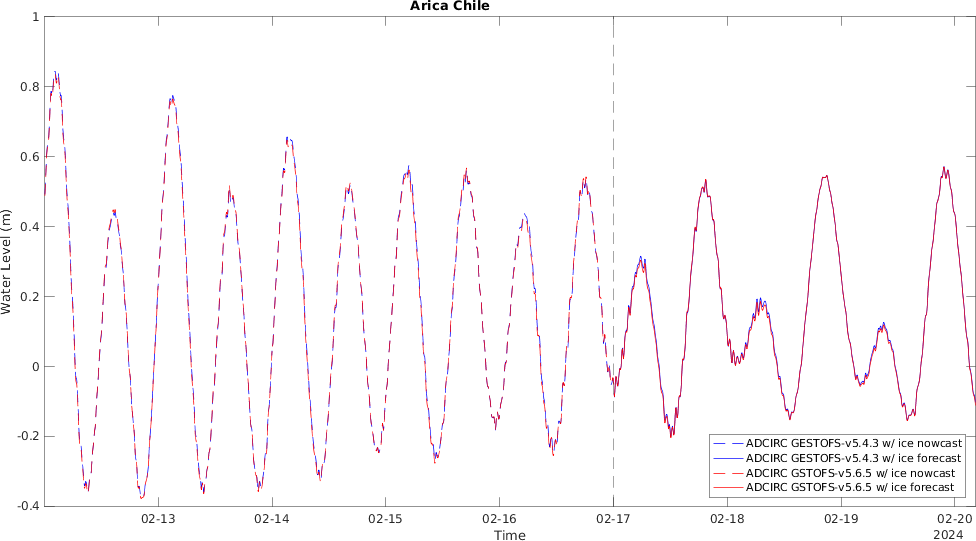 Arica Chile
Water Level (m)
1
0.8
0.6
0.4
0.2
0
-0.2
-0.4
ADCIRC GESTOFS-v5.4.3 w/ ice nowcast
ADCIRC GESTOFS-v5.4.3 w/ ice forecast
ADCIRC GSTOFS-v5.6.5 w/ ice nowcast
ADCIRC GSTOFS-v5.6.5 w/ ice forecast
02-13 02-14 02-15 02-16 02-17 02-18 02-19 02-20
Time 2024